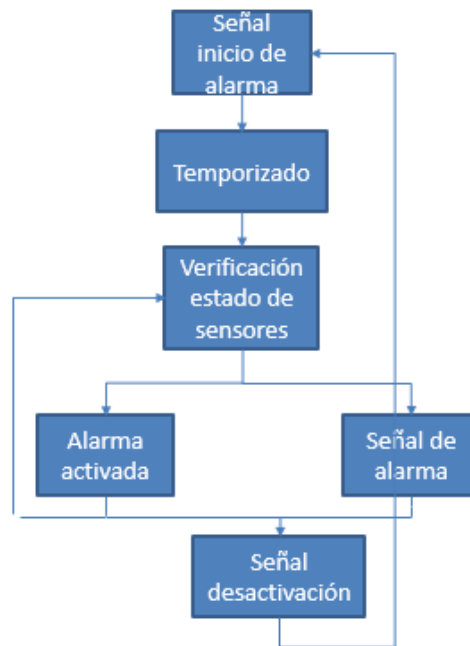 Señal
inicio de
alarma
Temporizado
Verificación
estado de
sensores
Alarma
activada
Señal de
alarma
Señal
desactivación